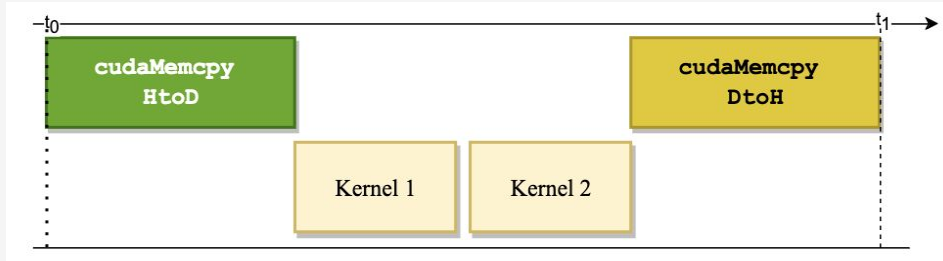 t0
t1
cudaMemcpy
HtoD
cudaMemcpy
DtoH
Kernel 1
Kernel 2